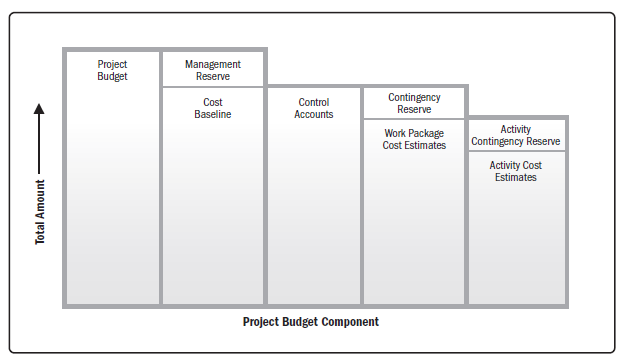 Project
Budget
Management
Reserve
Cost
Baseline
Control
Accounts
Contingency
Reserve
Work Package
Cost Estimates
Activity
Contingency Reserve
Activity Cost
Estimates
Total Amount
Project Budget Component